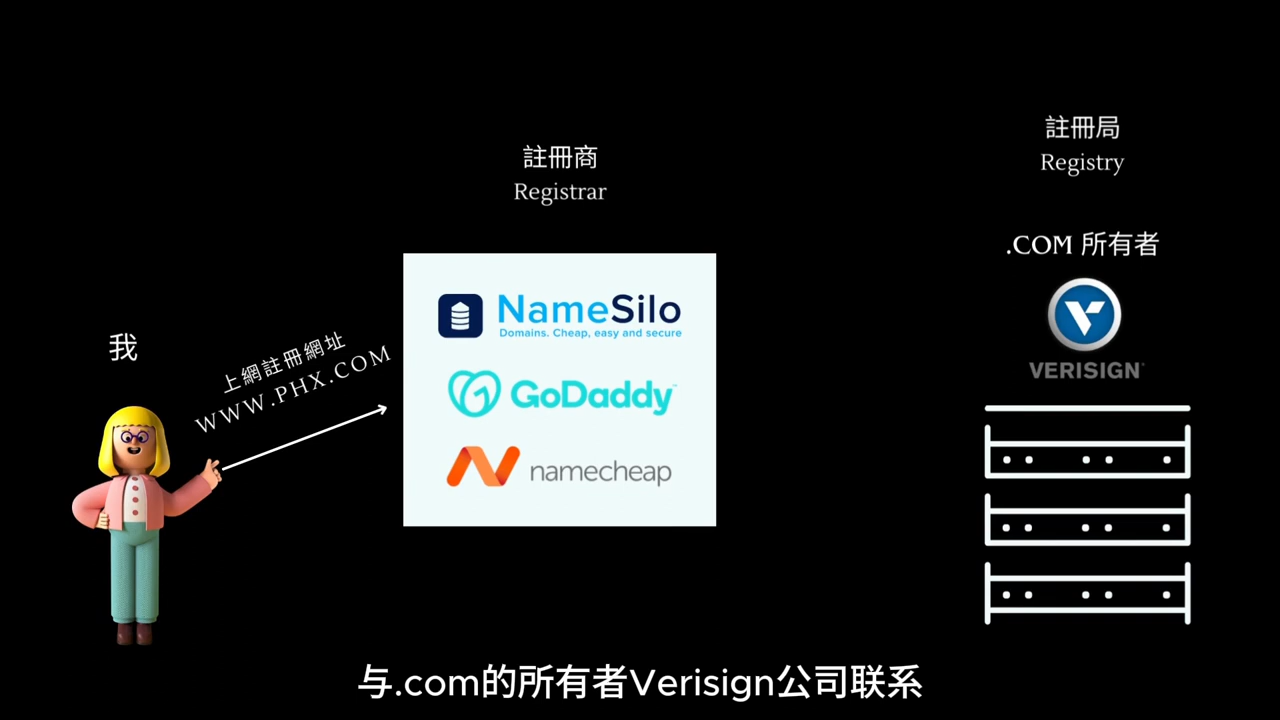 註冊局
Registry
註冊商
Registrar
.COM 所有者
VERISIGN
NameSilo
Domains. Cheap, easy and secure
我
上網註冊網址
WWW.PHX.COM
GoDaddy
namecheap
与.com的所有者Verisign公司联系